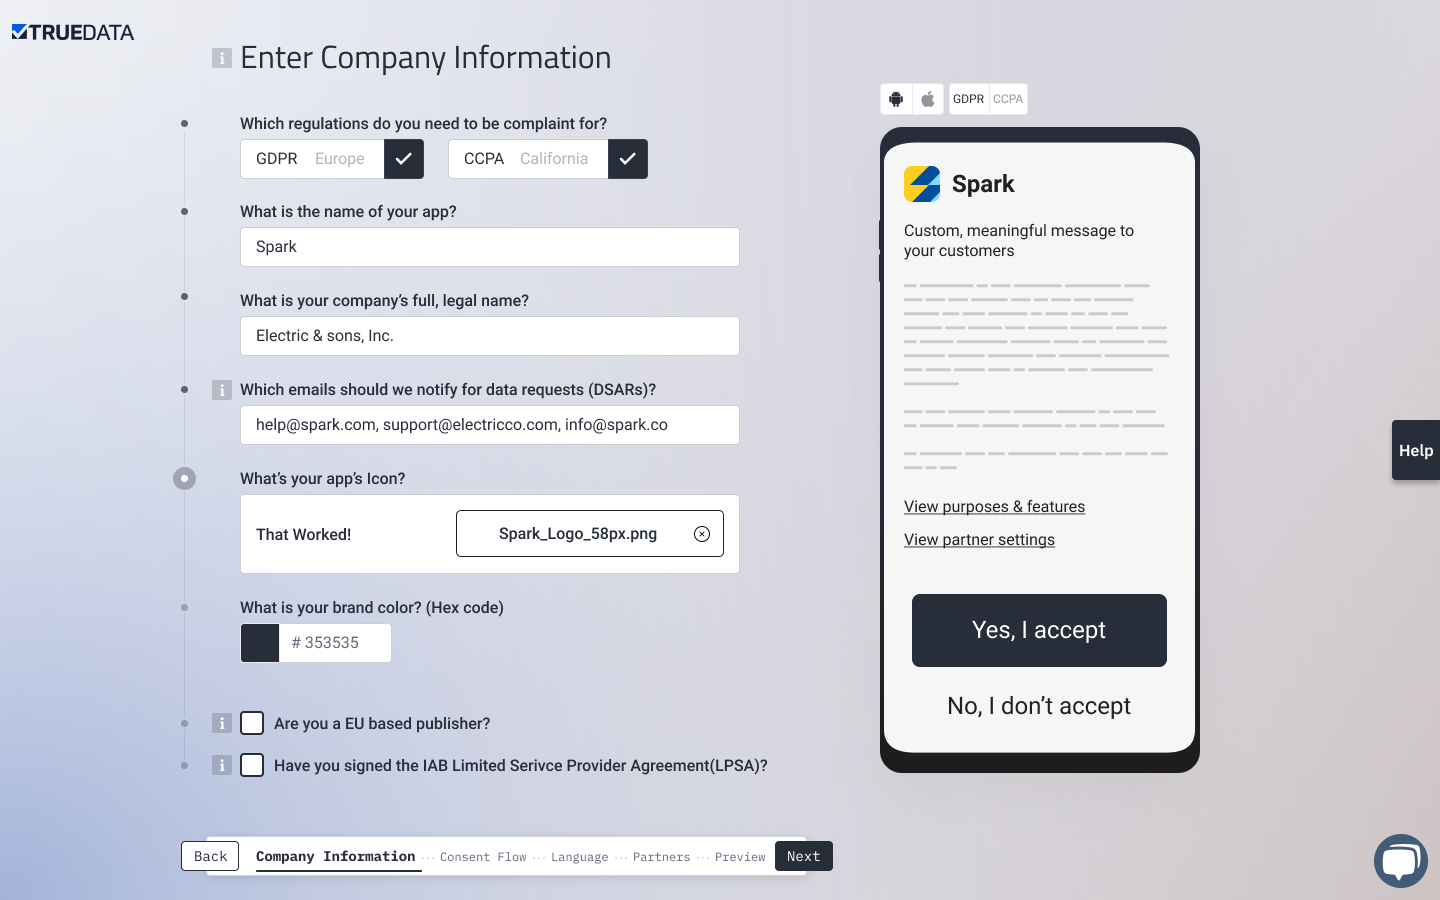 TRUEDATA
Enter Company Information
Which regulations do you need to be complaint for?
GDPR Europe
CCPA California
What is the name of your app?
Spark
What is your company’s full, legal name?
Electric & sons, Inc.
Which emails should we notify for data requests (DSARs)?
help@spark.com, support@electricco.com, info@spark.co
What’s your app’s Icon?
That Worked!
Spark_Logo_58px.png
What is your brand color? (Hex code)
# 353535
Are you a EU based publisher?
Have you signed the IAB Limited Serivce Provider Agreement(LPSA)?
Back
Company Information ··· Consent Flow ··· Language ··· Partners ··· Preview
Next
GDPR CCPA
Spark
Custom, meaningful message to
your customers
View purposes & features
View partner settings
Yes, I accept
No, I don’t accept
Help